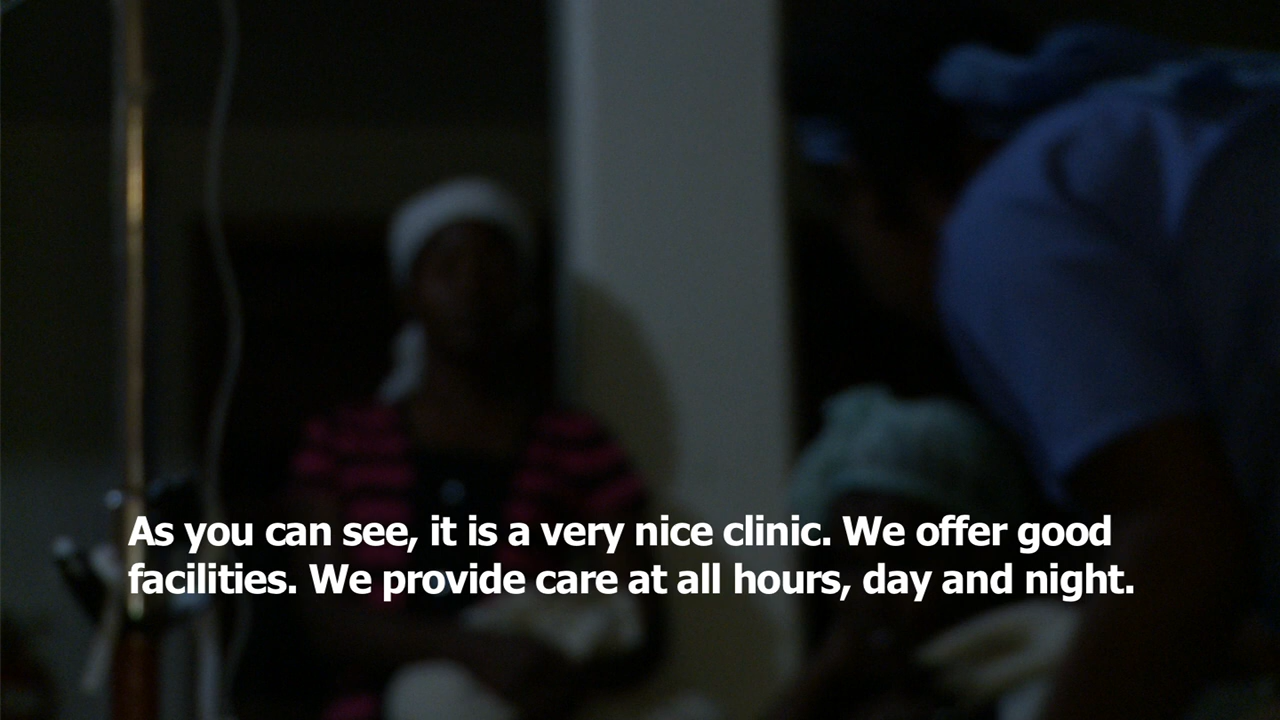 As you can see, it is a very nice clinic. We offer good
facilities. We provide care at all hours, day and night.